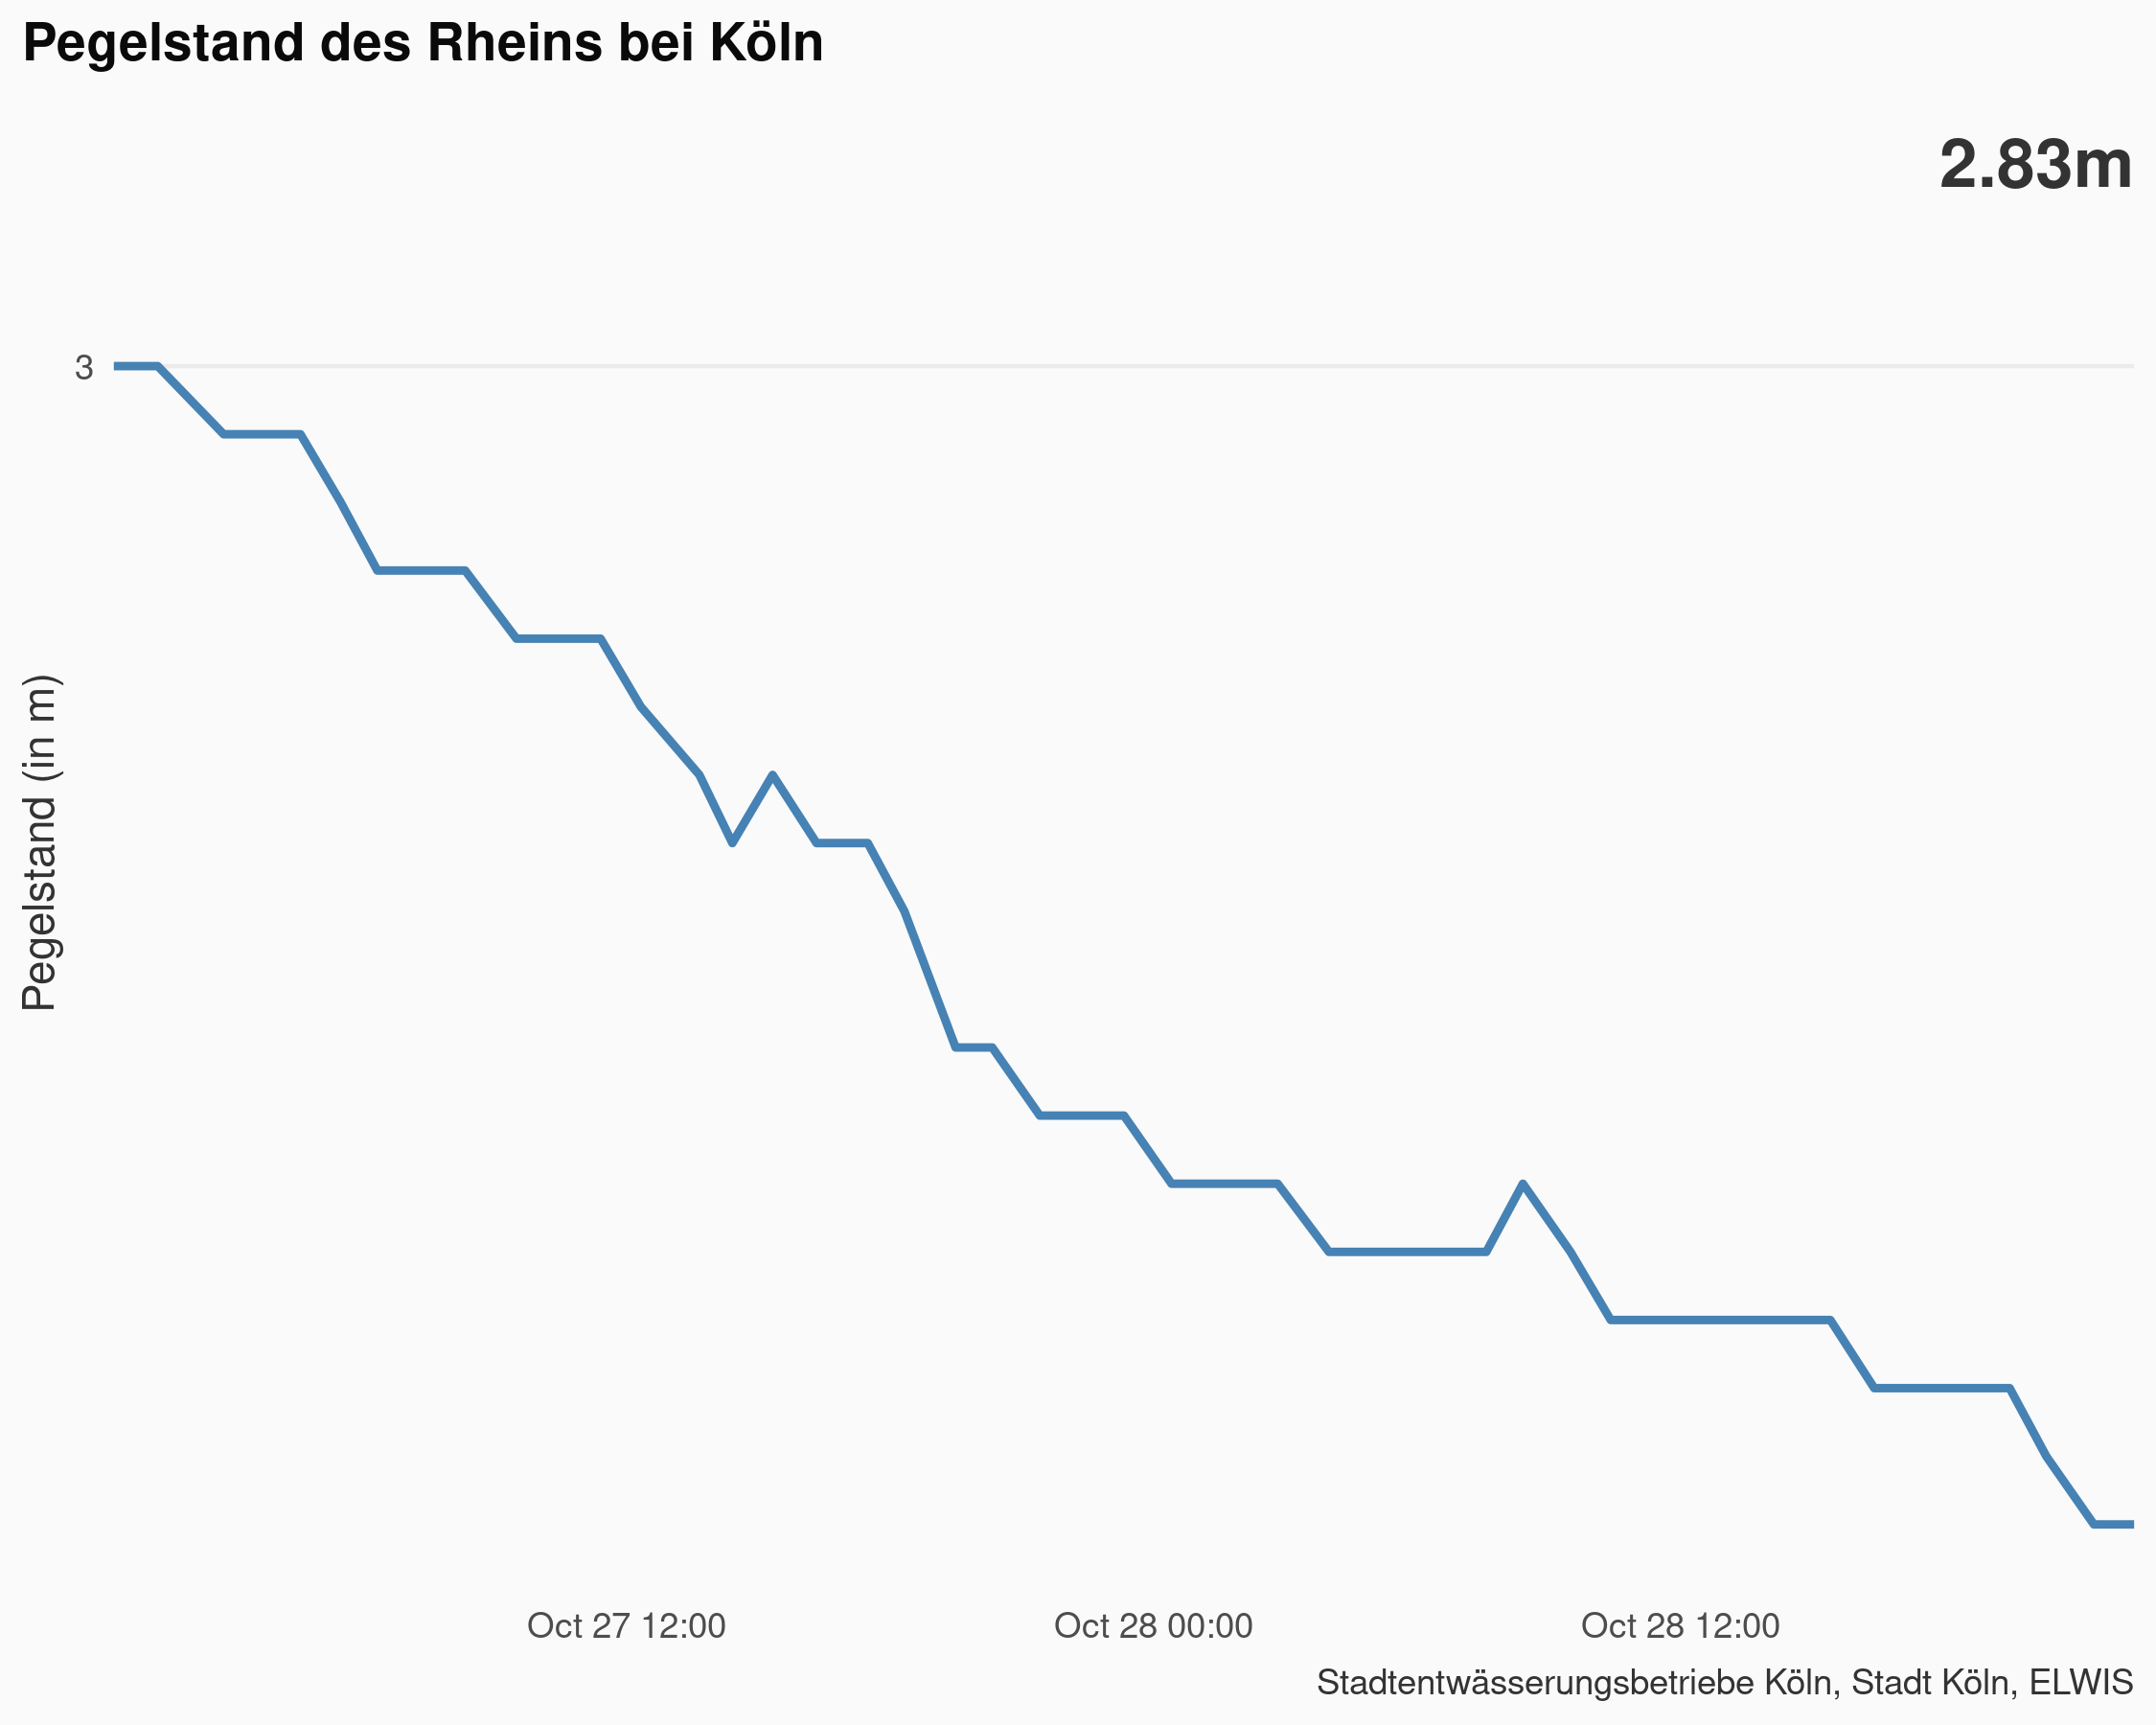 Pegelstand des Rheins bei Köln
2.83m
3
Pegelstand (in m)
Oct 27 12:00
Oct 28 00:00
Oct 28 12:00
Stadtentwässerungsbetriebe Köln, Stadt Köln, ELWIS